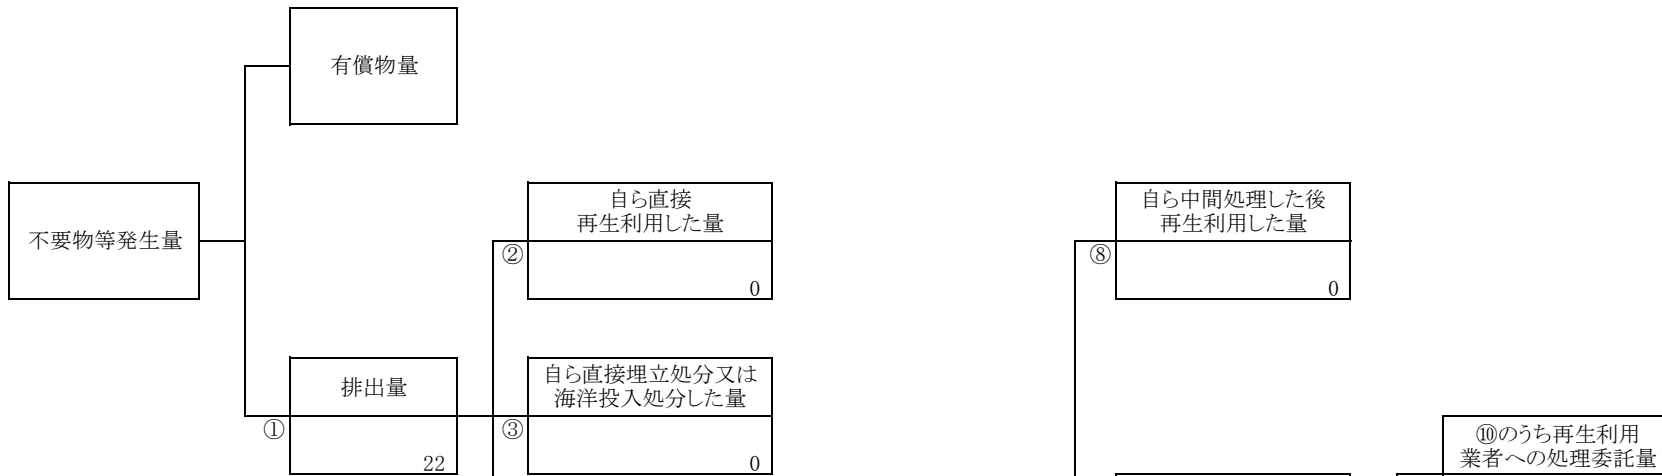 有償物量
不要物等発生量
自ら直接
再生利用した量
②
0
自ら中間処理した後
再生利用した量
⑧
0
排出量
①
22
自ら直接埋立処分又は
海洋投入処分した量
③
0
⑩のうち再生利用
業者への処理委託量